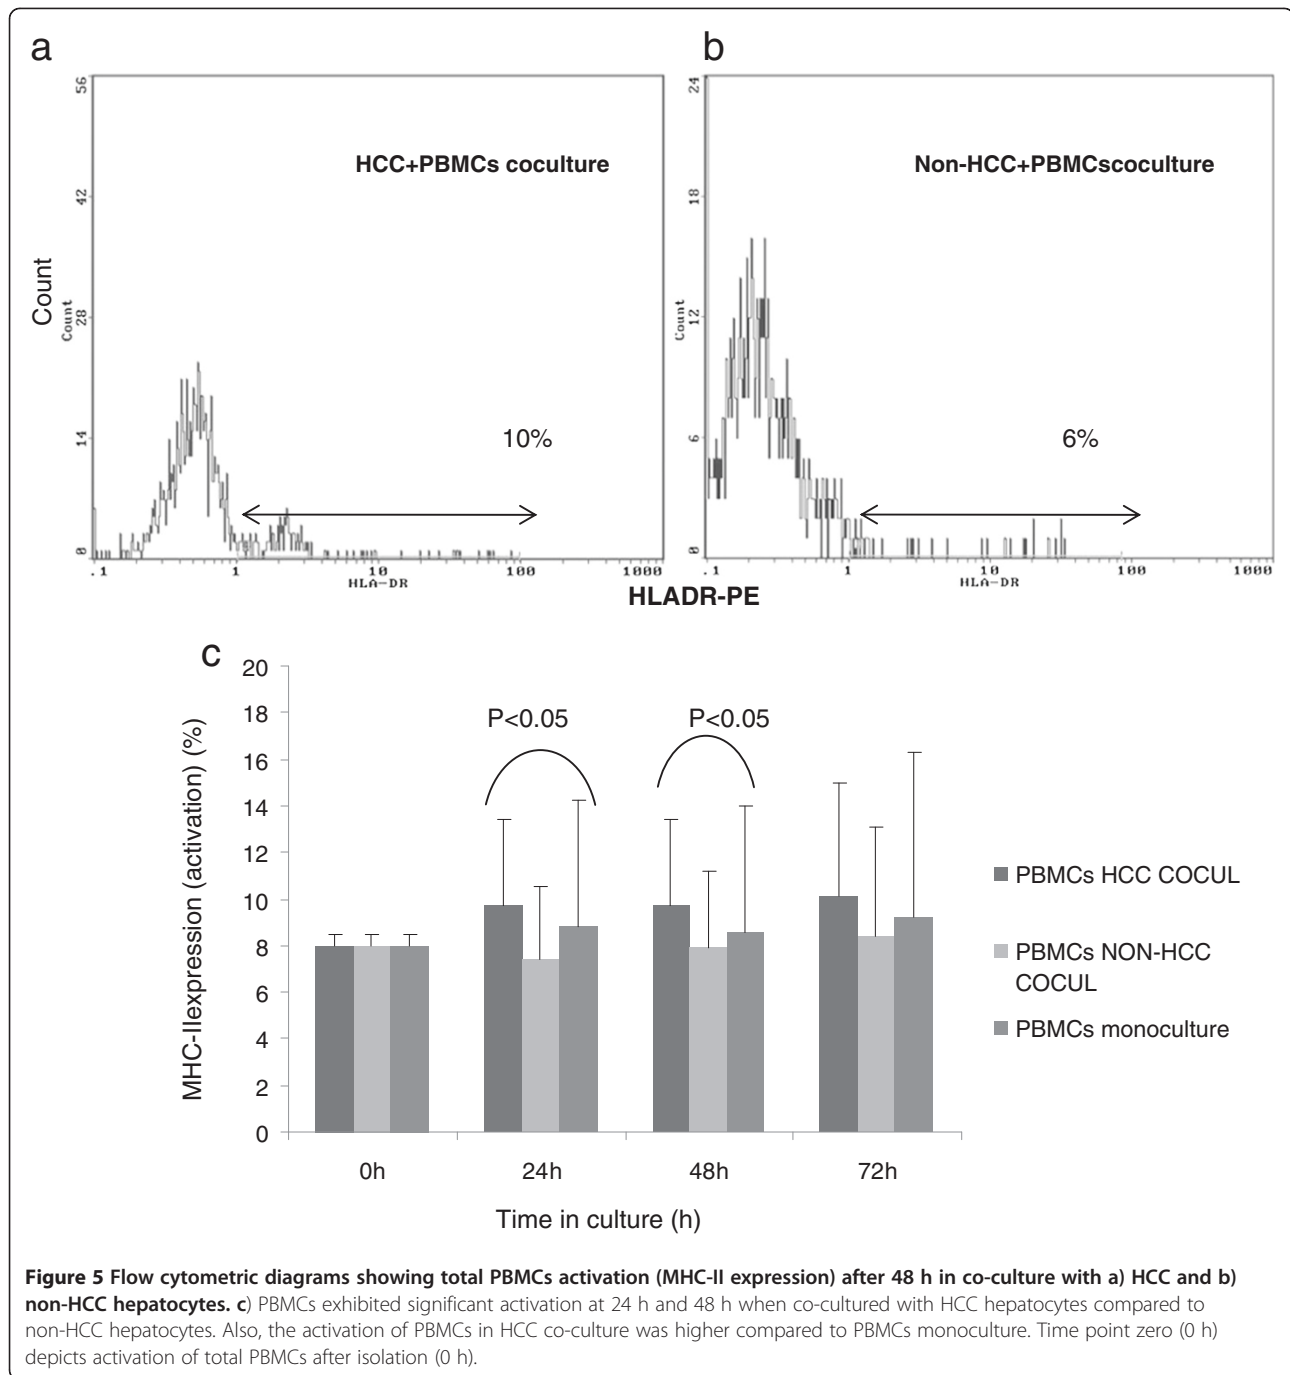 a
b
56
42
28
14
0
Count
Count
HCC+PBMCs coculture
10%
.1 1 10 100 1000
HLA-DR
24
18
12
6
0
Count
Non-HCC+PBMCscoculture
6%
.1 1 10 100 1000
HLA-DR
HLADR-PE
c
20
18
16
14
12
10
8
6
4
2
0
MHC-IIexpression (activation) (%)
P<0.05
P<0.05
0h 24h 48h 72h
Time in culture (h)
PBMCs HCC COCUL
PBMCs NON-HCC
COCUL
PBMCs monoculture
Figure 5 Flow cytometric diagrams showing total PBMCs activation (MHC-II expression) after 48 h in co-culture with a) HCC and b)
non-HCC hepatocytes. c) PBMCs exhibited significant activation at 24 h and 48 h when co-cultured with HCC hepatocytes compared to
non-HCC hepatocytes. Also, the activation of PBMCs in HCC co-culture was higher compared to PBMCs monoculture. Time point zero (0 h)
depicts activation of total PBMCs after isolation (0 h).